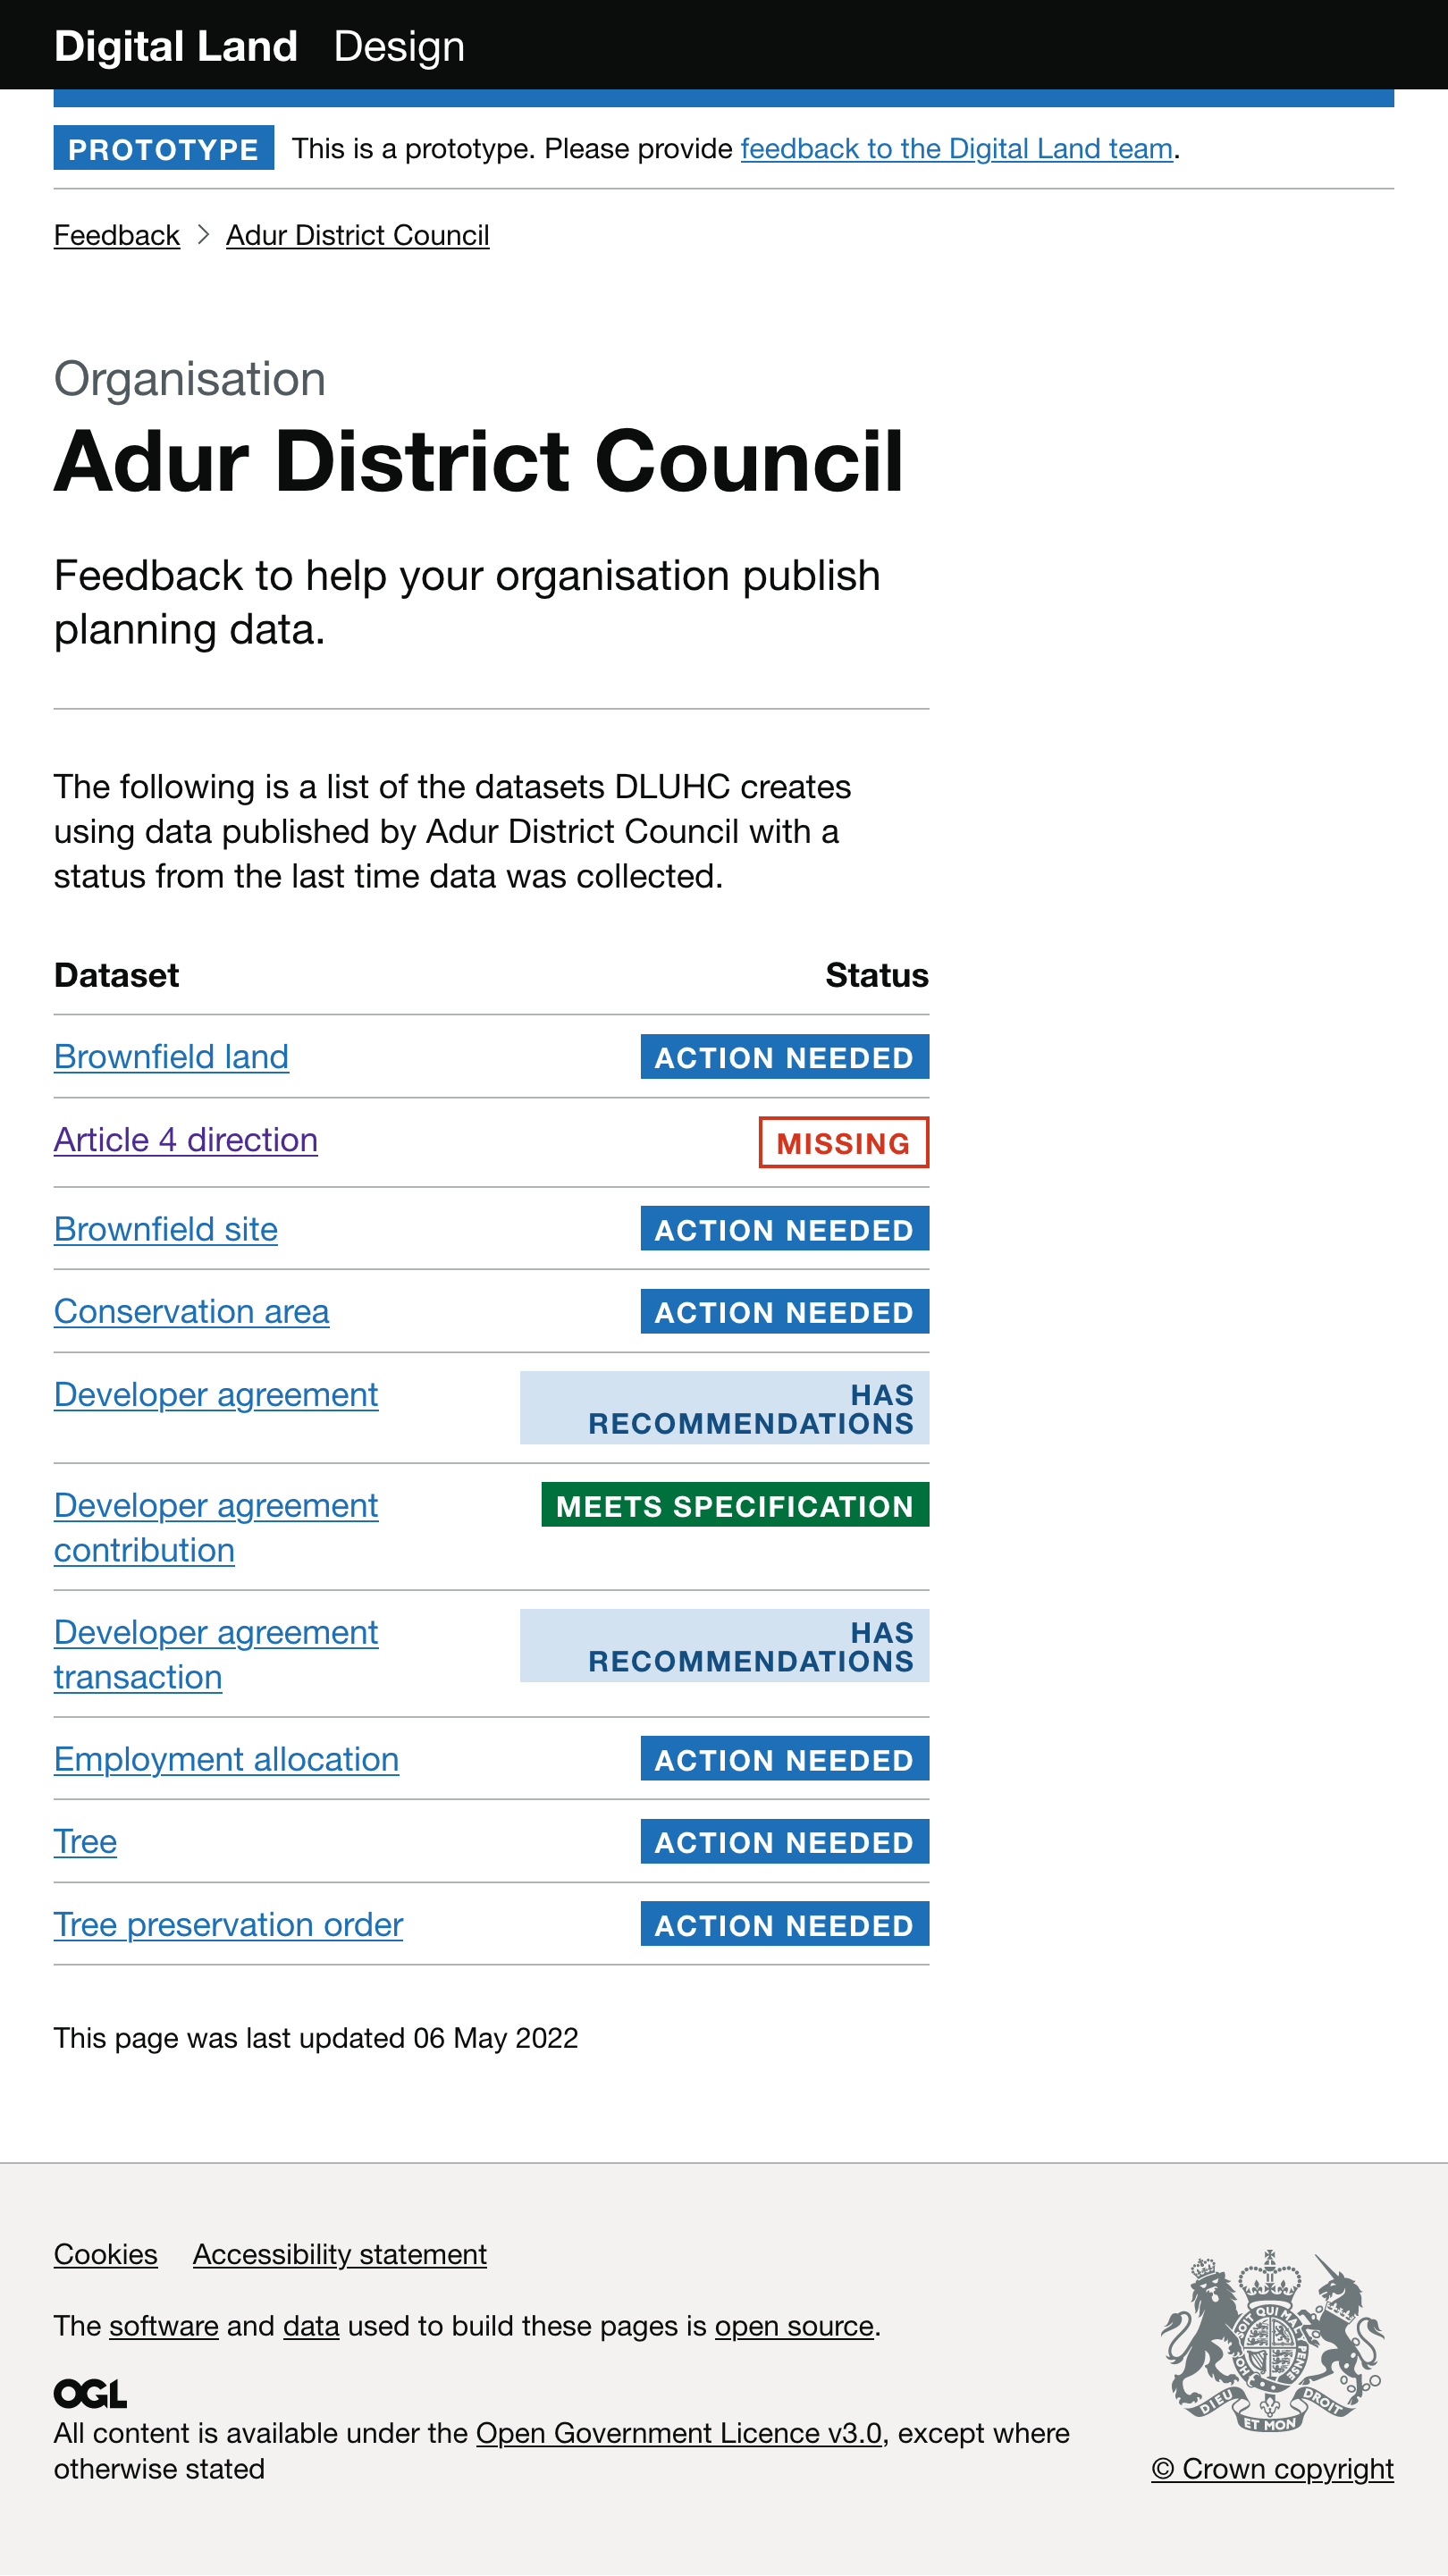 Digital Land Design
PROTOTYPE This is a prototype. Please provide feedback to the Digital Land team.
Feedback > Adur District Council
Organisation
Adur District Council
Feedback to help your organisation publish
planning data.
The following is a list of the datasets DLUHC creates
using data published by Adur District Council with a
status from the last time data was collected.
Dataset Status
Brownfield land ACTION NEEDED
Article 4 direction MISSING
Brownfield site ACTION NEEDED
Conservation area ACTION NEEDED
Developer agreement HAS
RECOMMENDATIONS
Developer agreement MEETS SPECIFICATION
contribution
Developer agreement HAS
transaction RECOMMENDATIONS
Employment allocation ACTION NEEDED
Tree ACTION NEEDED
Tree preservation order ACTION NEEDED
This page was last updated 06 May 2022
Cookies Accessibility statement
The software and data used to build these pages is open source.
OGL
All content is available under the Open Government Licence v3.0, except where
otherwise stated
DIEU ET MON DROIT
© Crown copyright